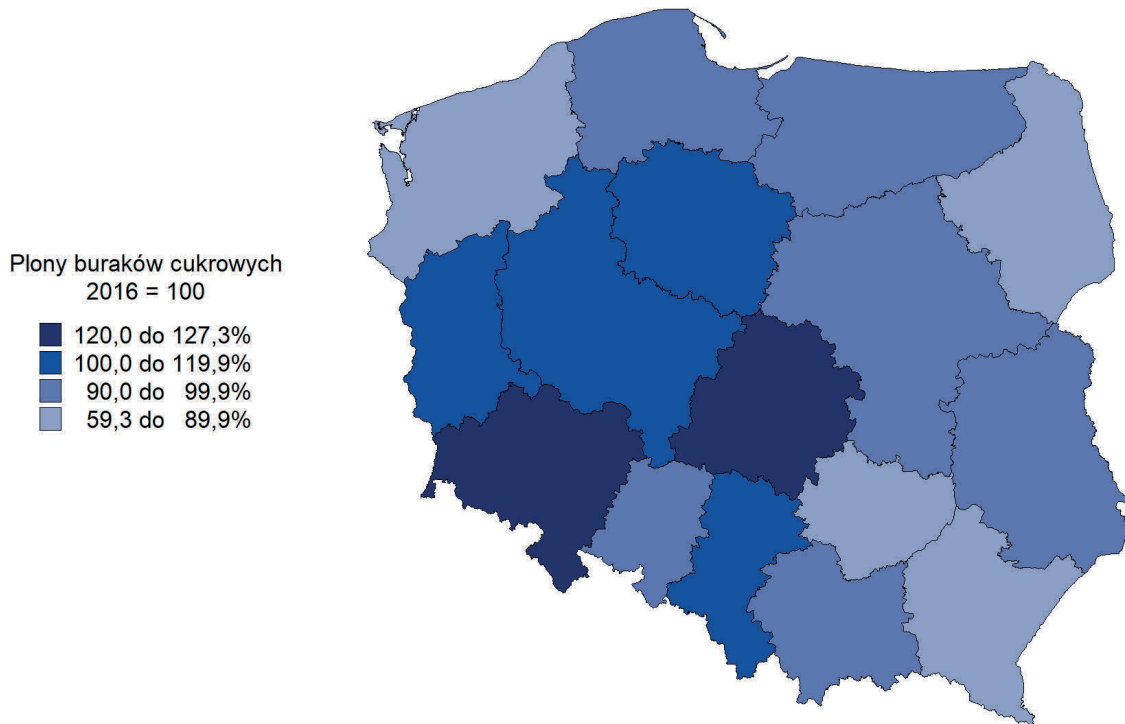 Plony buraków cukrowych
2016 = 100
120,0 do 127,3%
100,0 do 119,9%
90,0 do 99,9%
59,3 do 89,9%